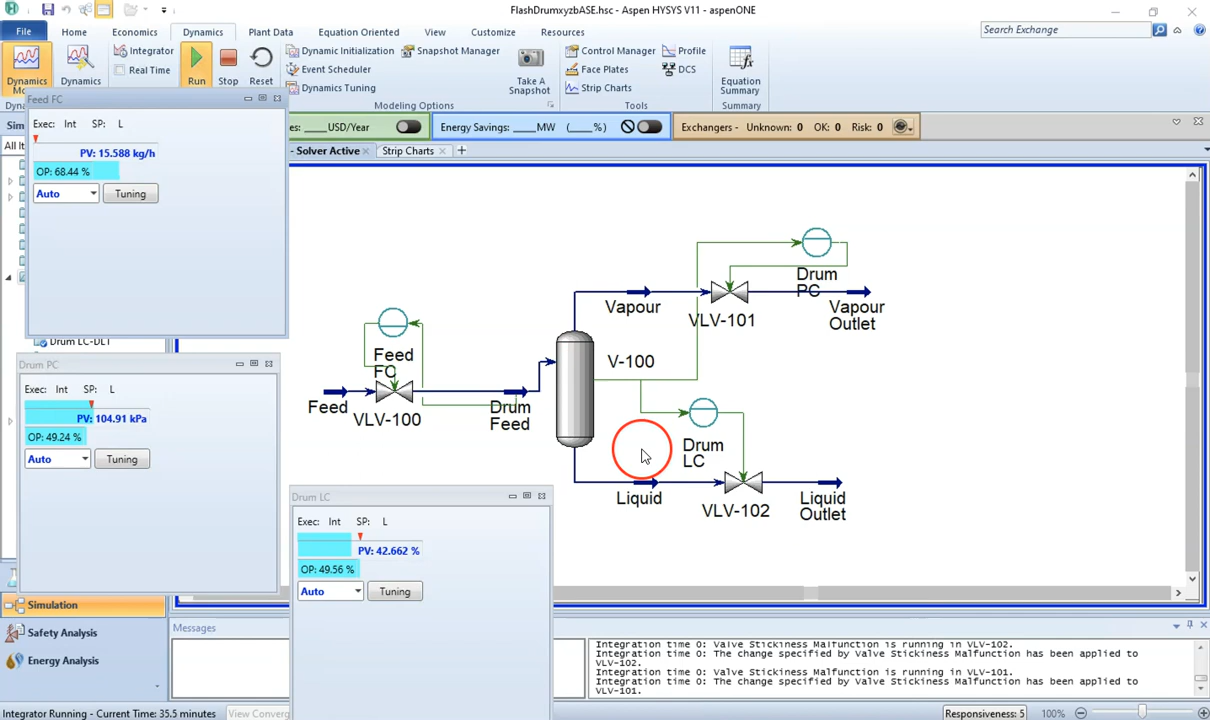 FlashDrumxyzbASE.hsc - Aspen HYSYS V11 - aspenONE
File Home Economics Dynamics Plant Data Equation Oriented View Customize Resources
Search Exchange
Dynamics
Dynamics
Integrator
Real Time
Run
Stop
Reset
Dynamic Initialization
Snapshot Manager
Event Scheduler
Dynamics Tuning
Take A
Snapshot
Control Manager
Profile
Face Plates
DCS
Strip Charts
Equation
Summary
Modeling Options
Tools
Summary
Feed FC
Exec: Int SP: L
PV: 15.588 kg/h
OP: 68.44 %
Auto
Tuning
USD/Year
Energy Savings: ____MW (____%)
Exchangers - Unknown: 0 OK: 0 Risk: 0
- Solver Active
Strip Charts
Drum LC-DLT
Drum PC
Exec: Int SP: L
PV: 104.91 kPa
OP: 49.24 %
Auto
Tuning
Drum LC
Exec: Int SP: L
PV: 42.662 %
OP: 49.56 %
Auto
Tuning
Drum
PC
Vapour
VLV-101
Vapour
Outlet
Feed
FC
V-100
Feed
VLV-100
Drum
Feed
Drum
LC
Liquid
VLV-102
Liquid
Outlet
Simulation
Safety Analysis
Energy Analysis
Messages
Integration time 0: Valve Stickiness Malfunction is running in VLV-102.
Integration time 0: The change specified by Valve Stickiness Malfunction has been applied to
VLV-102.
Integration time 0: Valve Stickiness Malfunction is running in VLV-101.
Integration time 0: The change specified by Valve Stickiness Malfunction has been applied to
VLV-101.
Integrator Running - Current Time: 35.5 minutes
View Converg
Responsiveness: 5
100%